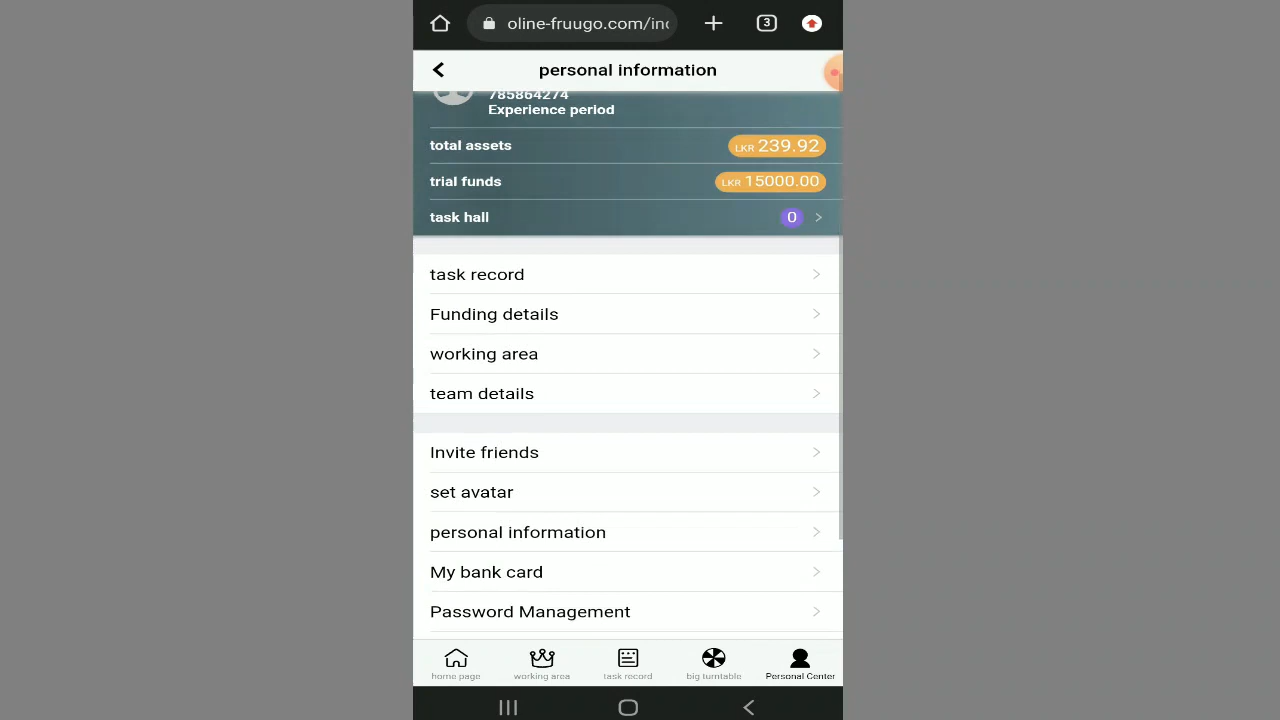 oline-fruugo.com/inc
3
personal information
785864274
Experience period
total assets
LKR 239.92
trial funds
LKR 15000.00
task hall
0
task record
Funding details
working area
team details
Invite friends
set avatar
personal information
My bank card
Password Management
home page
working area
task record
big turntable
Personal Center